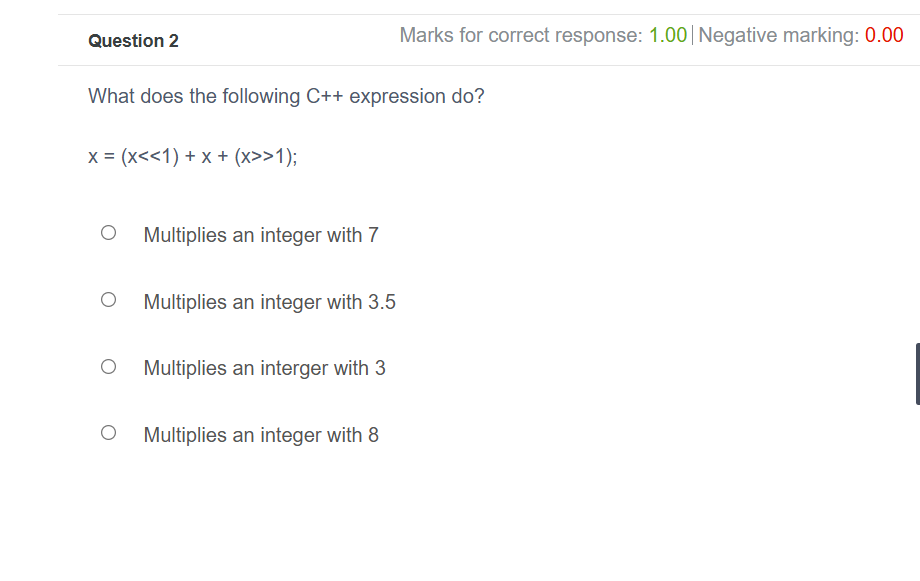 Question 2
Marks for correct response: 1.00| Negative marking: 0.00
What does the following C++ expression do?
x = (x<<1) + x + (x>>1);
Multiplies an integer with 7
Multiplies an integer with 3.5
Multiplies an interger with 3
Multiplies an integer with 8